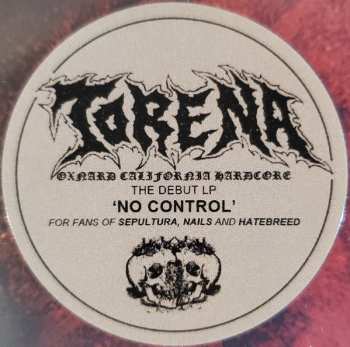 TORENA
OXNARD CALIFORNIA HARDCORE
THE DEBUT LP
‘NO CONTROL’
FOR FANS OF SEPULTURA, NAILS AND HATEBREED